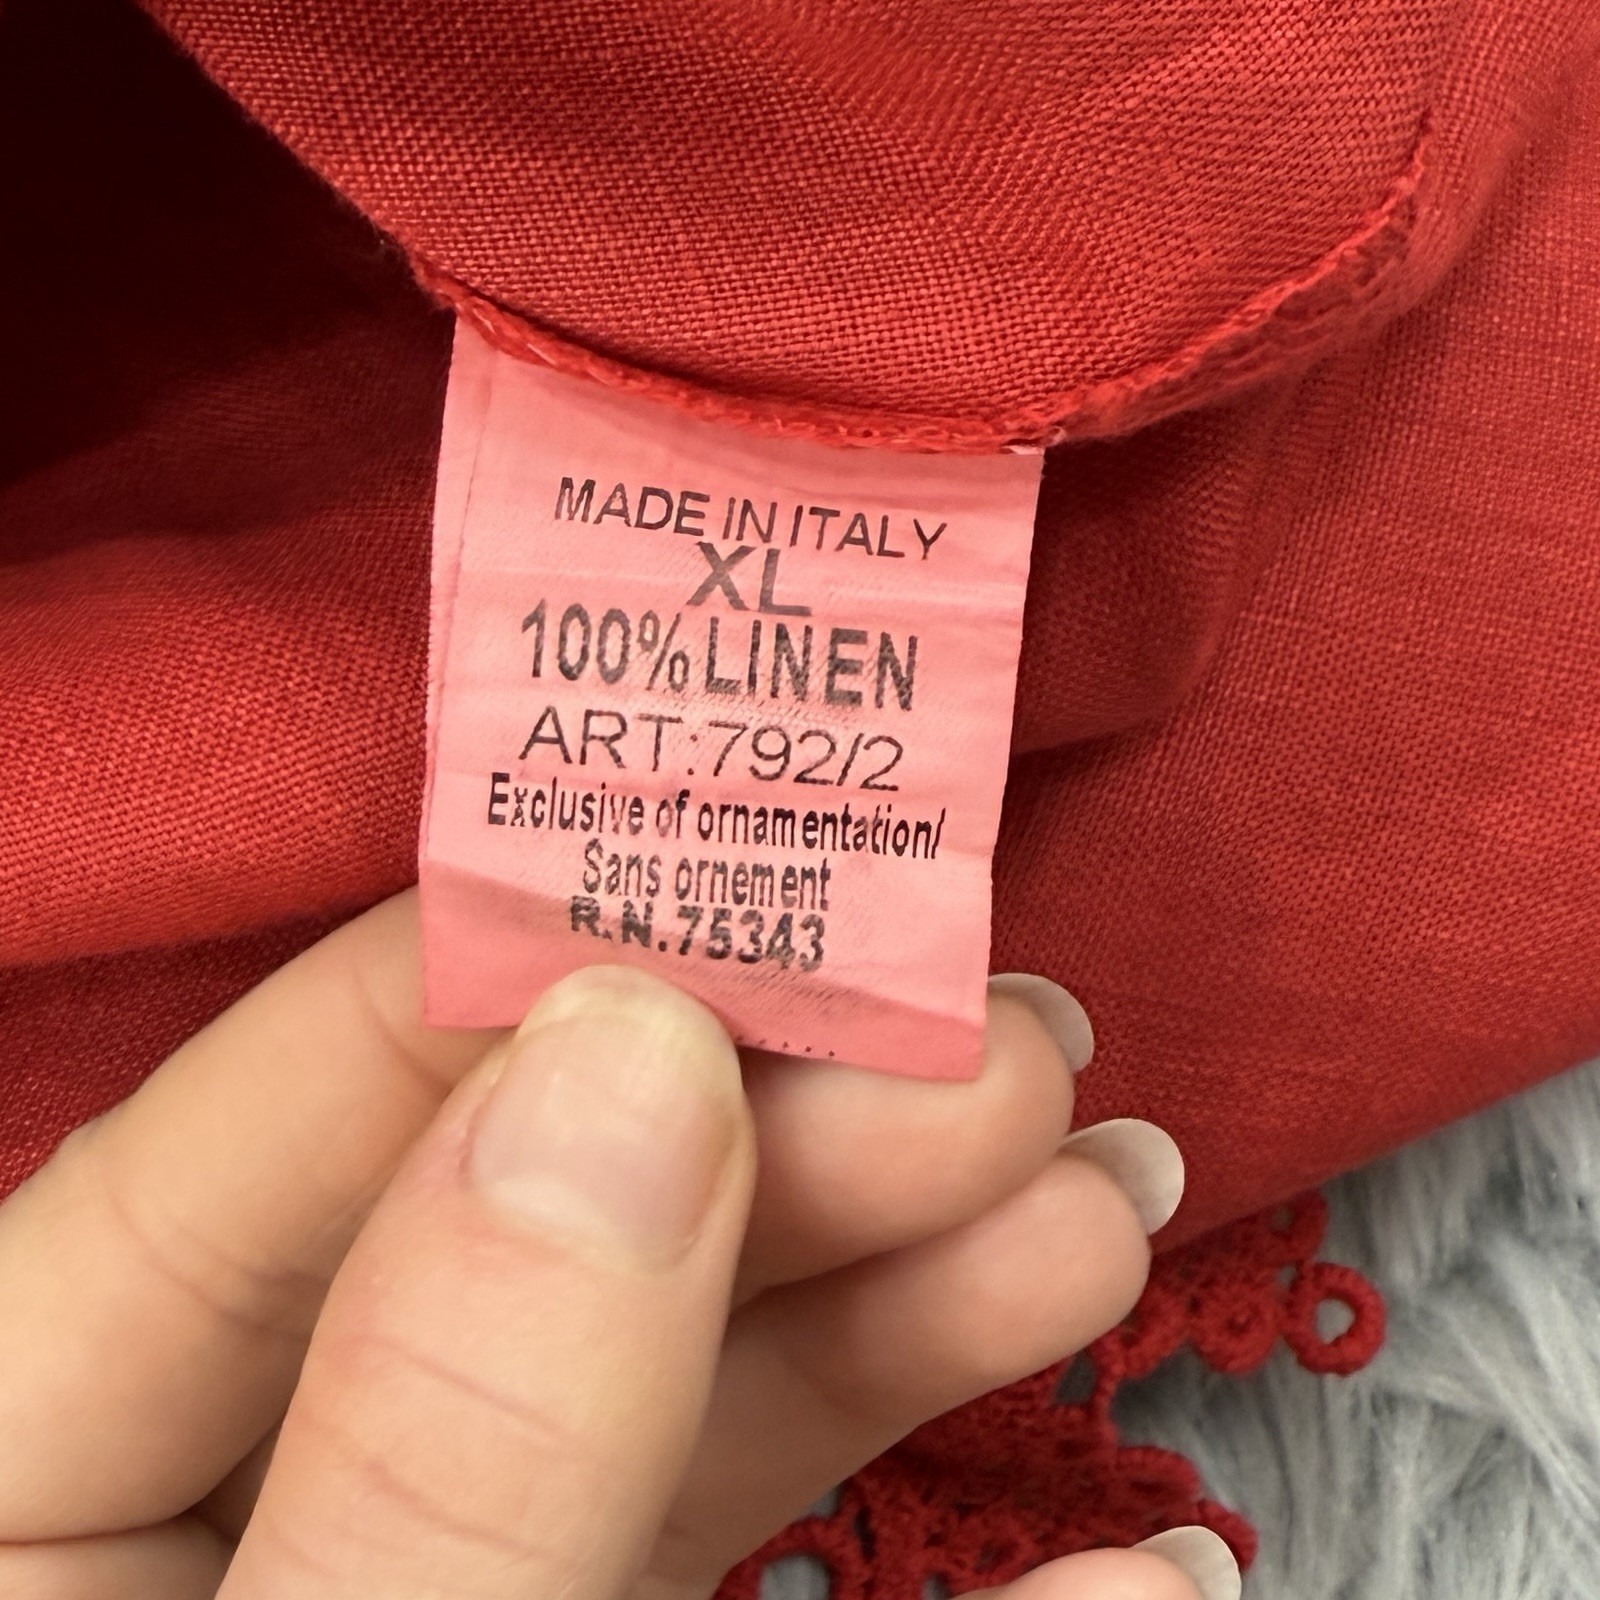 MADE IN ITALY
XL
100% LINEN
ART.792/2
Exclusive of ornamentation/
Sans ornement
R.N.75343